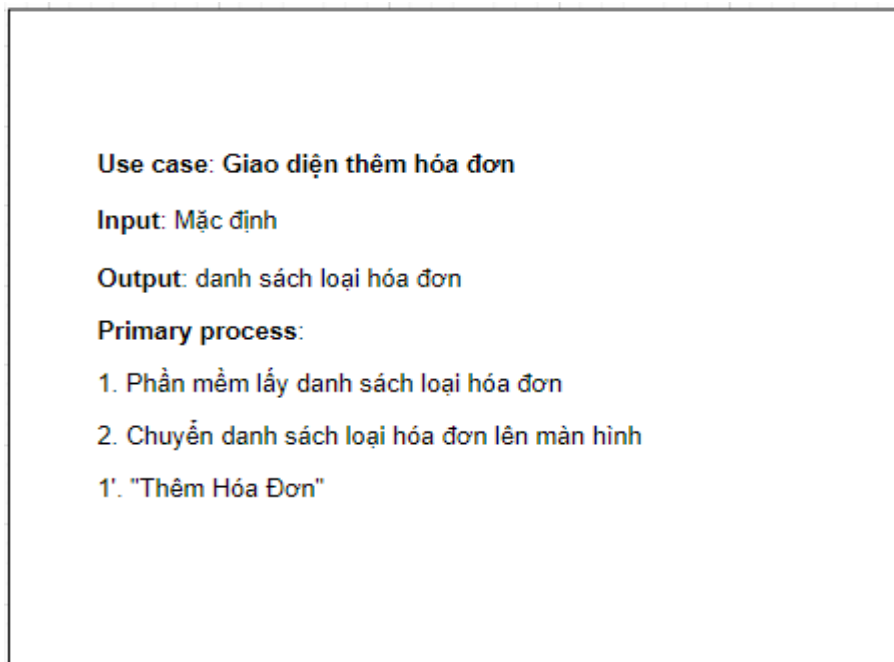 Use case: Giao diện thêm hóa đơn
Input: Mặc định
Output: danh sách loại hóa đơn
Primary process:
1. Phần mềm lấy danh sách loại hóa đơn
2. Chuyển danh sách loại hóa đơn lên màn hình
1'. "Thêm Hóa Đơn"